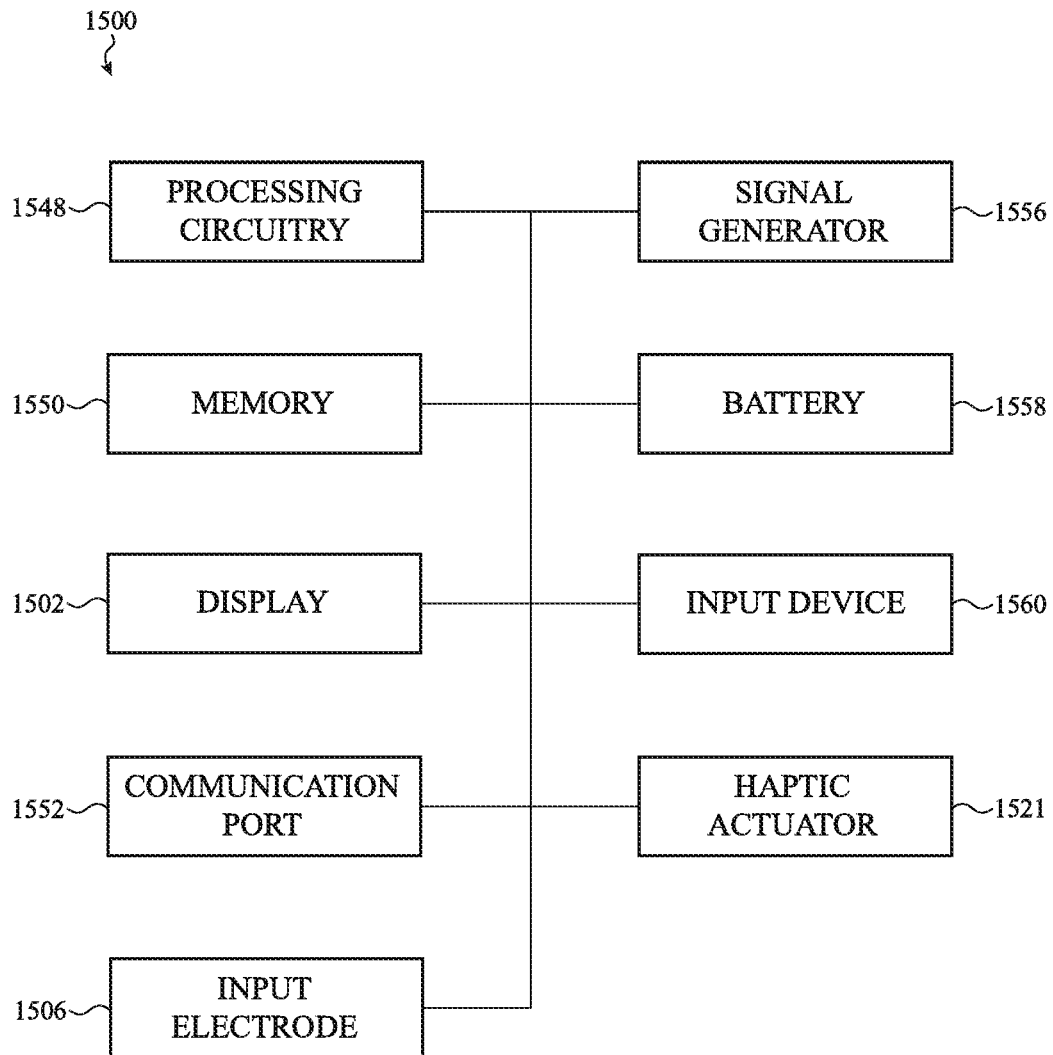 1500
PROCESSING
CIRCUITRY
1548
SIGNAL
GENERATOR
1556
MEMORY
1550
BATTERY
1558
DISPLAY
1502
INPUT DEVICE
1560
COMMUNICATION
PORT
1552
HAPTIC
ACTUATOR
1521
INPUT
ELECTRODE
1506